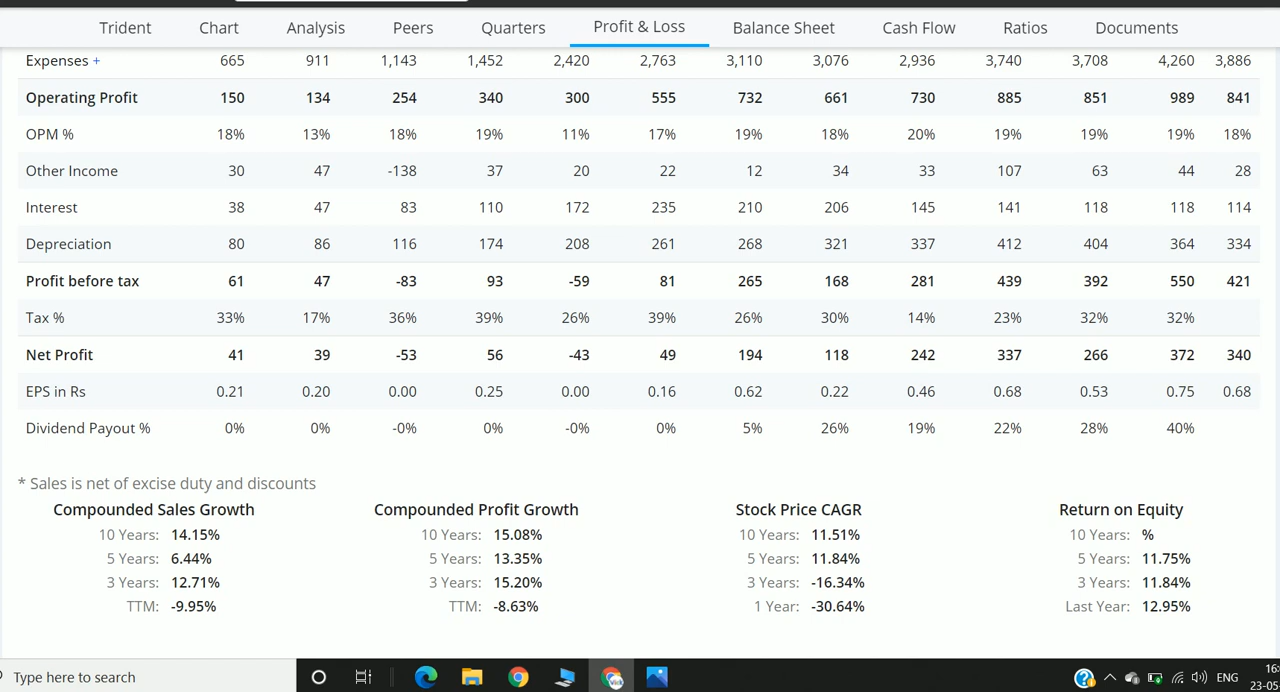 Trident Chart Analysis Peers Quarters Profit & Loss Balance Sheet Cash Flow Ratios Documents
Expenses + 665 911 1,143 1,452 2,420 2,763 3,110 3,076 2,936 3,740 3,708 4,260 3,886
Operating Profit 150 134 254 340 300 555 732 661 730 885 851 989 841
OPM % 18% 13% 18% 19% 11% 17% 19% 18% 20% 19% 19% 19% 18%
Other Income 30 47 -138 37 20 22 12 34 33 107 63 44 28
Interest 38 47 83 110 172 235 210 206 145 141 118 118 114
Depreciation 80 86 116 174 208 261 268 321 337 412 404 364 334
Profit before tax 61 47 -83 93 -59 81 265 168 281 439 392 550 421
Tax % 33% 17% 36% 39% 26% 39% 26% 30% 14% 23% 32% 32%
Net Profit 41 39 -53 56 -43 49 194 118 242 337 266 372 340
EPS in Rs 0.21 0.20 0.00 0.25 0.00 0.16 0.62 0.22 0.46 0.68 0.53 0.75 0.68
Dividend Payout % 0% 0% -0% 0% -0% 0% 5% 26% 19% 22% 28% 40%
* Sales is net of excise duty and discounts
Compounded Sales Growth
10 Years: 14.15%
5 Years: 6.44%
3 Years: 12.71%
TTM: -9.95%
Compounded Profit Growth
10 Years: 15.08%
5 Years: 13.35%
3 Years: 15.20%
TTM: -8.63%
Stock Price CAGR
10 Years: 11.51%
5 Years: 11.84%
3 Years: -16.34%
1 Year: -30.64%
Return on Equity
10 Years: %
5 Years: 11.75%
3 Years: 11.84%
Last Year: 12.95%
Type here to search
ENG
16:
23-05